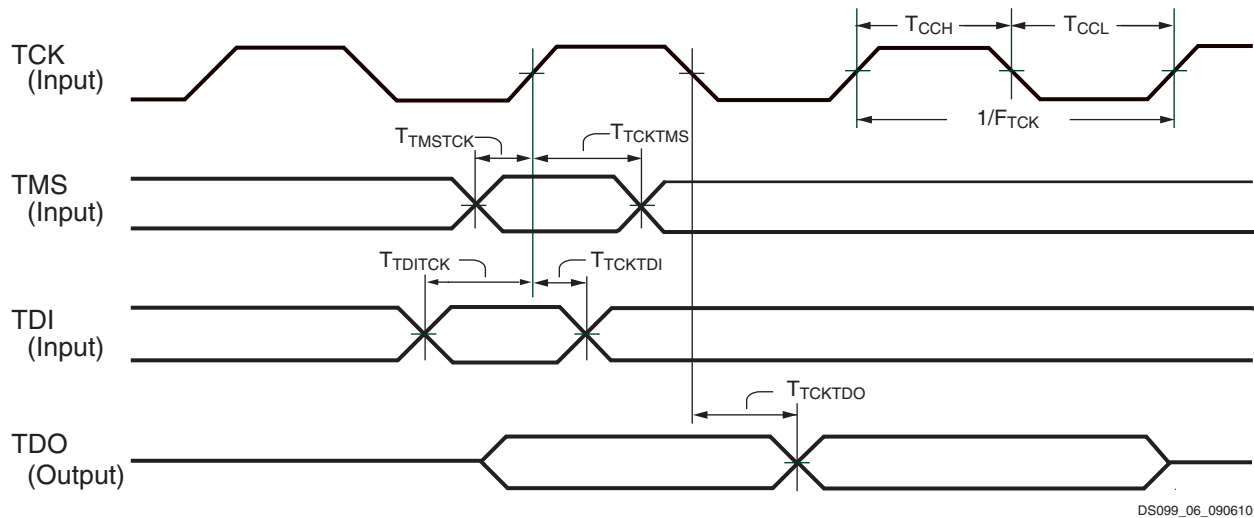 TCK
(Input)
TCCH
TCCL
1/FTCK
TTMSTCK
TTCKTMS
TMS
(Input)
TTDITCK
TTCKTDI
TDI
(Input)
TTCKTDO
TDO
(Output)
DS099_06_090610